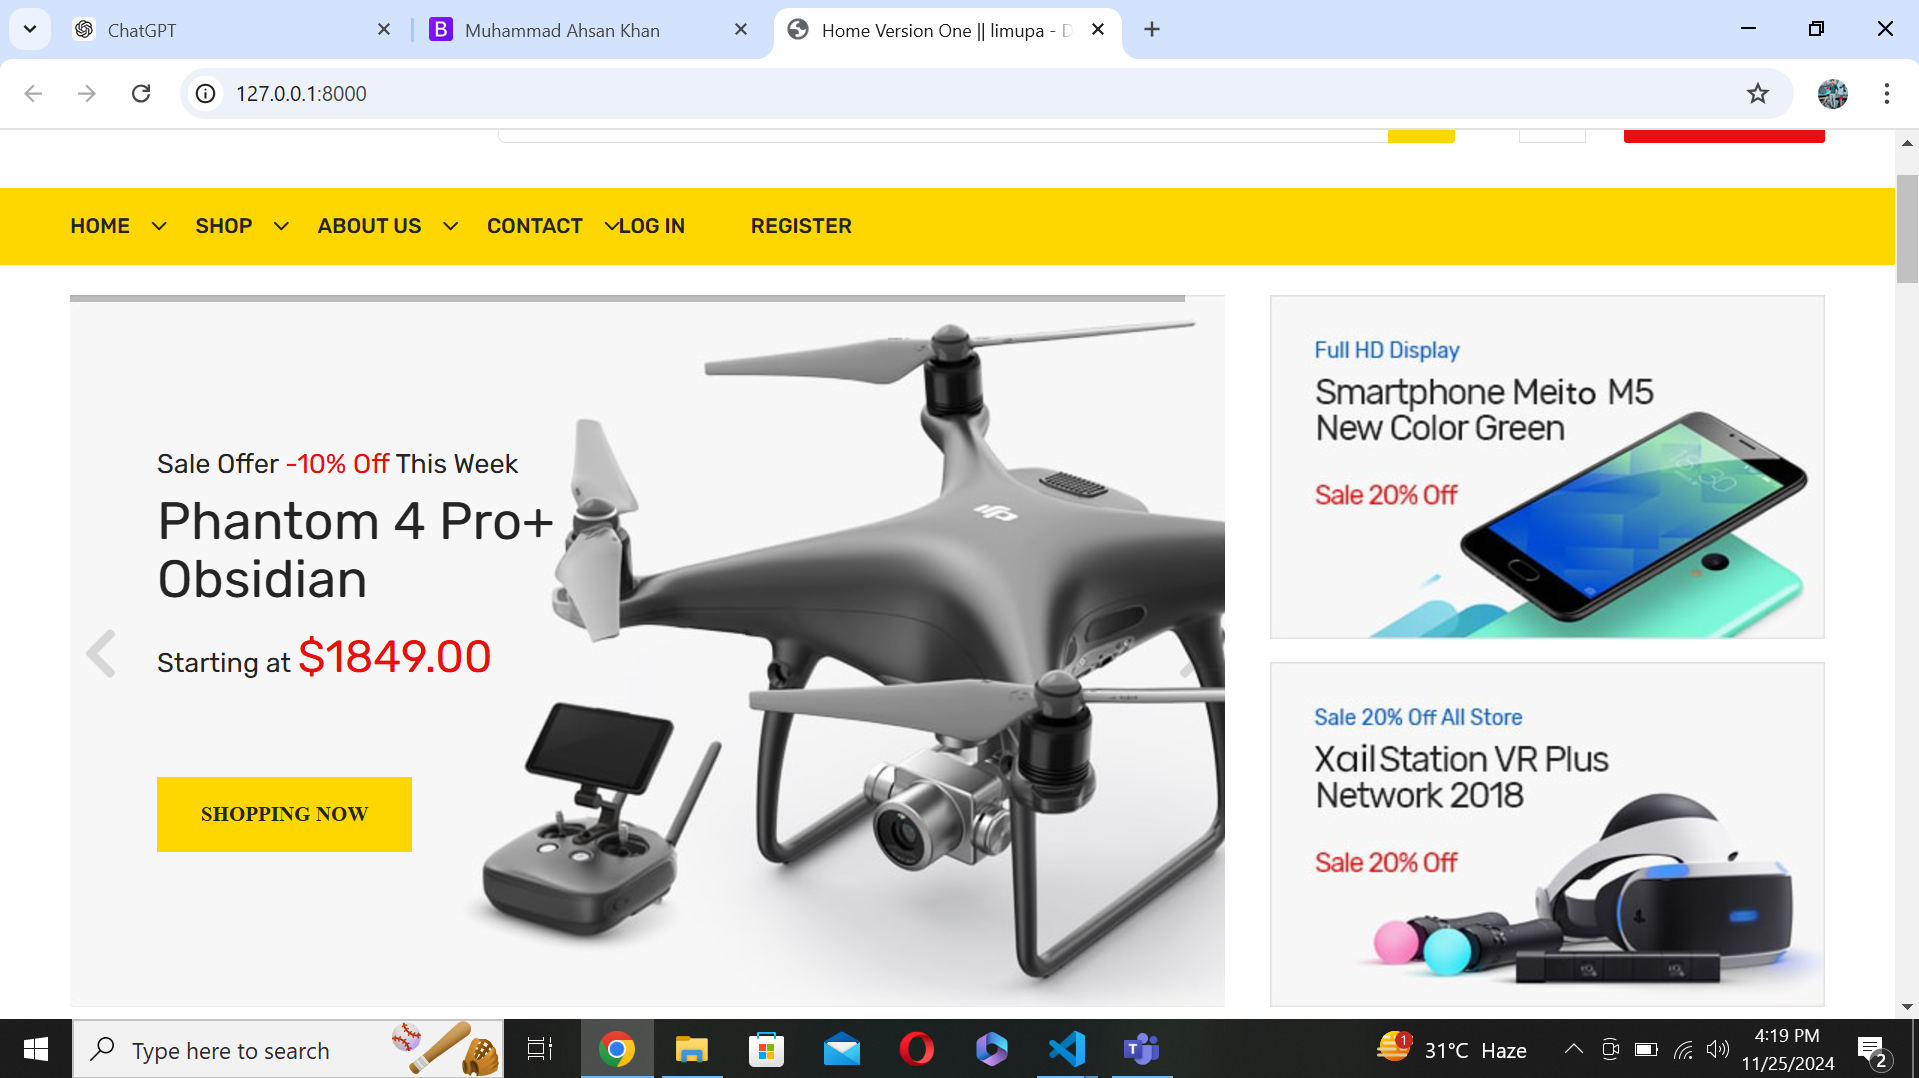 ChatGPT
Muhammad Ahsan Khan
Home Version One || limupa - D
127.0.0.1:8000
HOME SHOP ABOUT US CONTACT LOG IN REGISTER
Sale Offer -10% Off This Week
Phantom 4 Pro+
Obsidian
Starting at $1849.00
SHOPPING NOW
dji
Full HD Display
Smartphone Meito M5
New Color Green
Sale 20% Off
18:30
Sale 20% Off All Store
Xail Station VR Plus
Network 2018
Sale 20% Off
Type here to search
1
31°C Haze
4:19 PM
11/25/2024
2